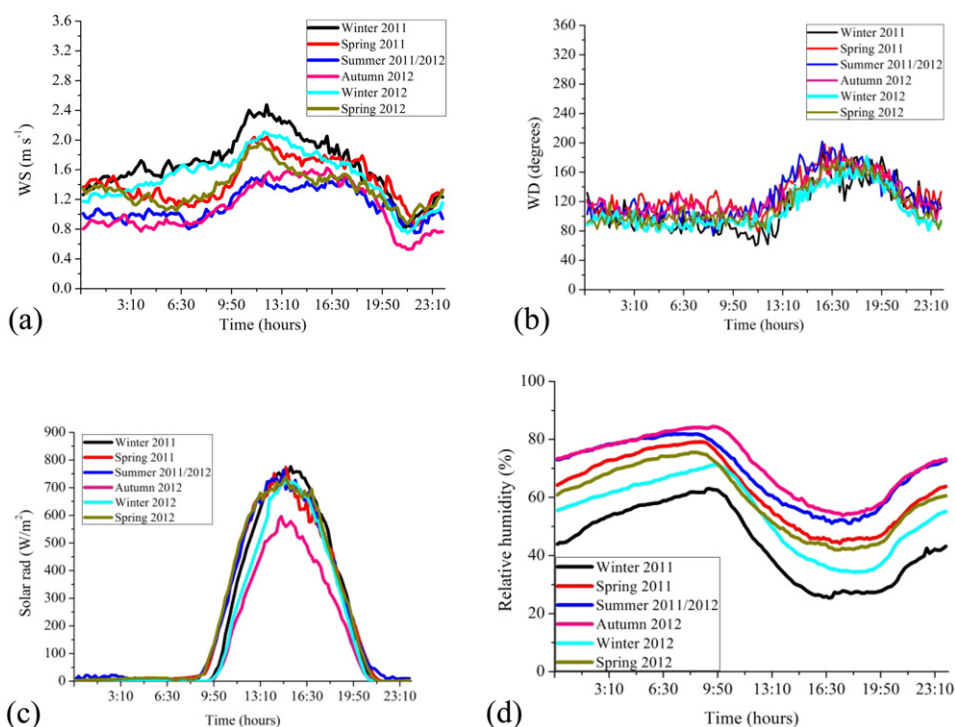 (a)
WS (m s⁻¹)
3.6
3.2
2.8
2.4
2.0
1.6
1.2
0.8
0.4
0.0
Winter 2011
Spring 2011
Summer 2011/2012
Autumn 2012
Winter 2012
Spring 2012
3:10 6:30 9:50 13:10 16:30 19:50 23:10
Time (hours)
(b)
WD (degrees)
360
320
280
240
200
160
120
80
40
0
Winter 2011
Spring 2011
Summer 2011/2012
Autumn 2012
Winter 2012
Spring 2012
3:10 6:30 9:50 13:10 16:30 19:50 23:10
Time (hours)
(c)
Solar rad (W/m²)
900
800
700
600
500
400
300
200
100
0
Winter 2011
Spring 2011
Summer 2011/2012
Autumn 2012
Winter 2012
Spring 2012
3:10 6:30 9:50 13:10 16:30 19:50 23:10
Time (hours)
(d)
Relative humidity (%)
100
80
60
40
20
0
Winter 2011
Spring 2011
Summer 2011/2012
Autumn 2012
Winter 2012
Spring 2012
3:10 6:30 9:50 13:10 16:30 19:50 23:10
Time (hours)